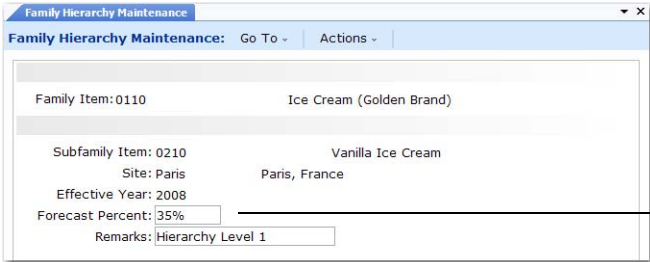 Family Hierarchy Maintenance
Family Hierarchy Maintenance: Go To Actions
Family Item: 0110 Ice Cream (Golden Brand)
Subfamily Item: 0210 Vanilla Ice Cream
Site: Paris Paris, France
Effective Year: 2008
Forecast Percent: 35%
Remarks: Hierarchy Level 1